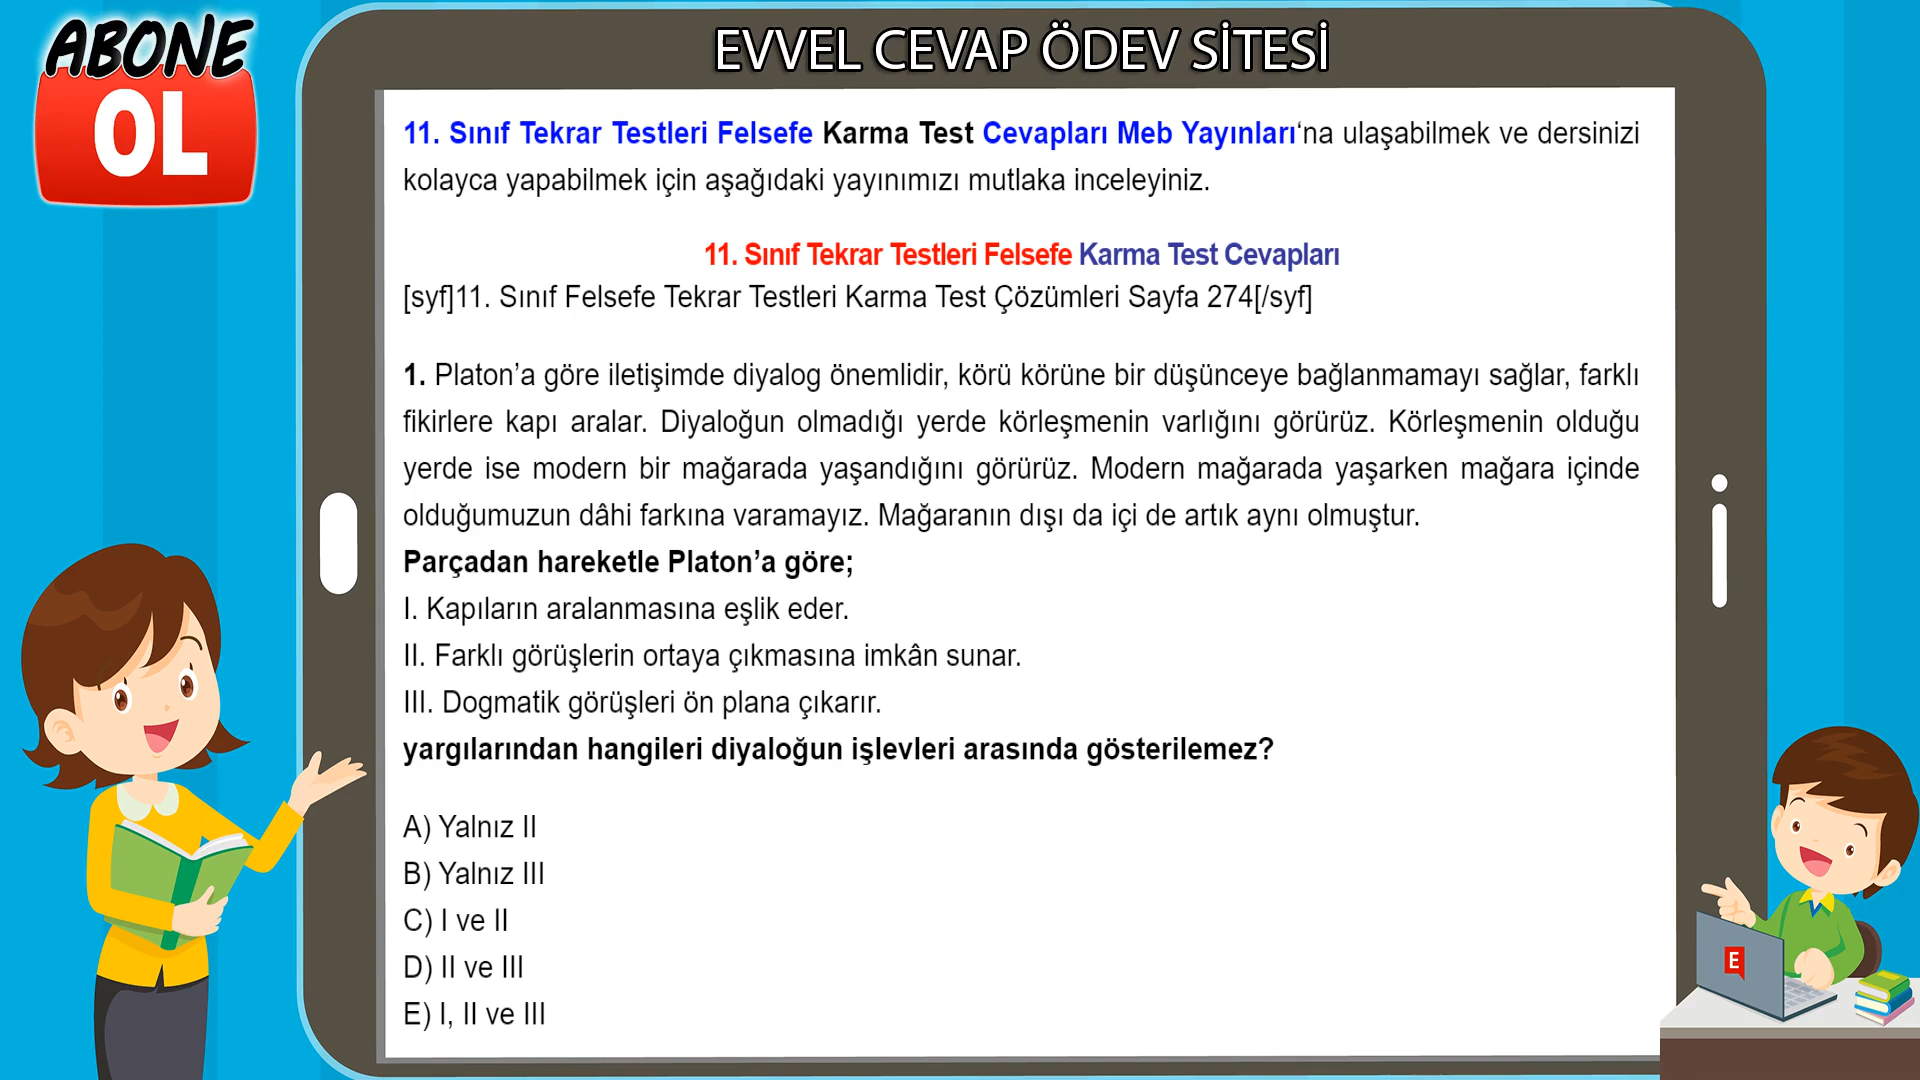 ABONE
OL
EVVEL CEVAP ÖDEV SİTESİ
11. Sınıf Tekrar Testleri Felsefe Karma Test Cevapları Meb Yayınları‘na ulaşabilmek ve dersinizi
kolayca yapabilmek için aşağıdaki yayınımızı mutlaka inceleyiniz.
11. Sınıf Tekrar Testleri Felsefe Karma Test Cevapları
[syf]11. Sınıf Felsefe Tekrar Testleri Karma Test Çözümleri Sayfa 274[/syf]
1. Platon’a göre iletişimde diyalog önemlidir, körü körüne bir düşünceye bağlanmamayı sağlar, farklı
fikirlere kapı aralar. Diyaloğun olmadığı yerde körleşmenin varlığını görürüz. Körleşmenin olduğu
yerde ise modern bir mağarada yaşandığını görürüz. Modern mağarada yaşarken mağara içinde
olduğumuzun dâhi farkına varamayız. Mağaranın dışı da içi de artık aynı olmuştur.
Parçadan hareketle Platon’a göre;
I. Kapıların aralanmasına eşlik eder.
II. Farklı görüşlerin ortaya çıkmasına imkân sunar.
III. Dogmatik görüşleri ön plana çıkarır.
yargılarından hangileri diyaloğun işlevleri arasında gösterilemez?
A) Yalnız II
B) Yalnız III
C) I ve II
D) II ve III
E) I, II ve III
E